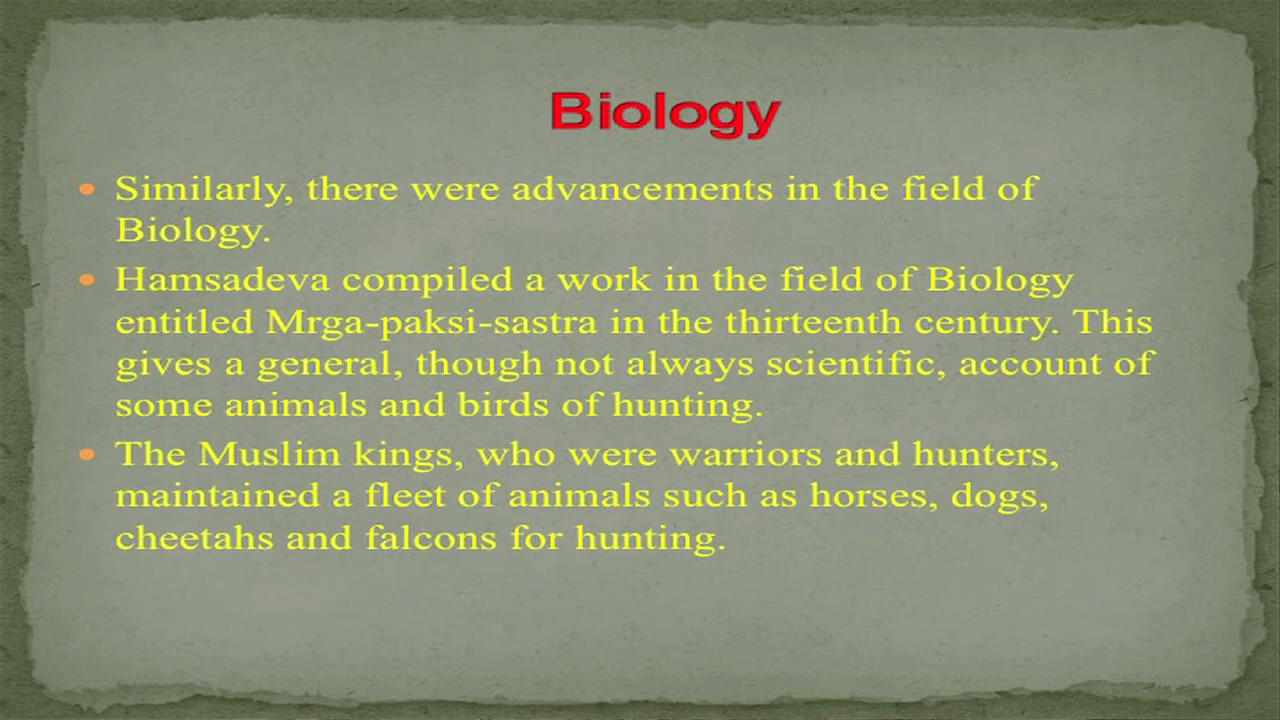 Biology
• Similarly, there were advancements in the field of
Biology.
• Hamsadeva compiled a work in the field of Biology
entitled Mrga-paksi-sastra in the thirteenth century. This
gives a general, though not always scientific, account of
some animals and birds of hunting.
• The Muslim kings, who were warriors and hunters,
maintained a fleet of animals such as horses, dogs,
cheetahs and falcons for hunting.